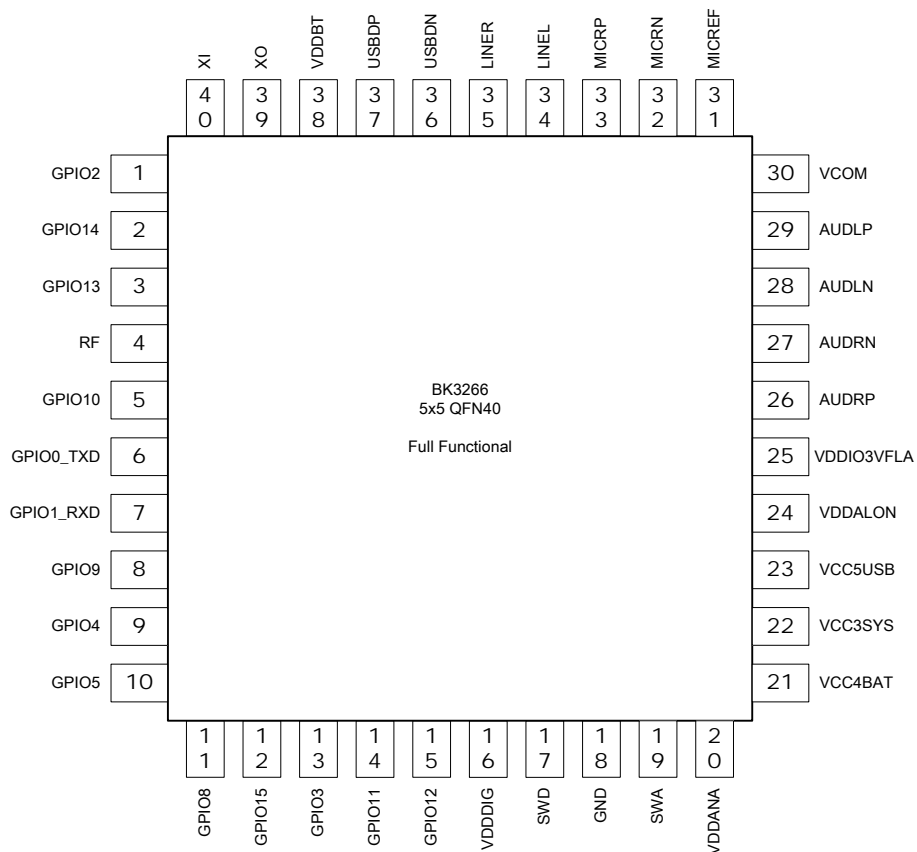 XI
XO
VDDBT
USBDP
USBDN
LINER
LINEL
MICRP
MICRN
MICREF
40
39
38
37
36
35
34
33
32
31
GPIO2 1
GPIO14 2
GPIO13 3
RF 4
GPIO10 5
GPIO0_TXD 6
GPIO1_RXD 7
GPIO9 8
GPIO4 9
GPIO5 10
BK3266
5x5 QFN40
Full Functional
30 VCOM
29 AUDLP
28 AUDLN
27 AUDRN
26 AUDRP
25 VDDIO3VFLA
24 VDDALON
23 VCC5USB
22 VCC3SYS
21 VCC4BAT
11
12
13
14
15
16
17
18
19
20
GPIO8
GPIO15
GPIO3
GPIO11
GPIO12
VDDDIG
SWD
GND
SWA
VDDANA